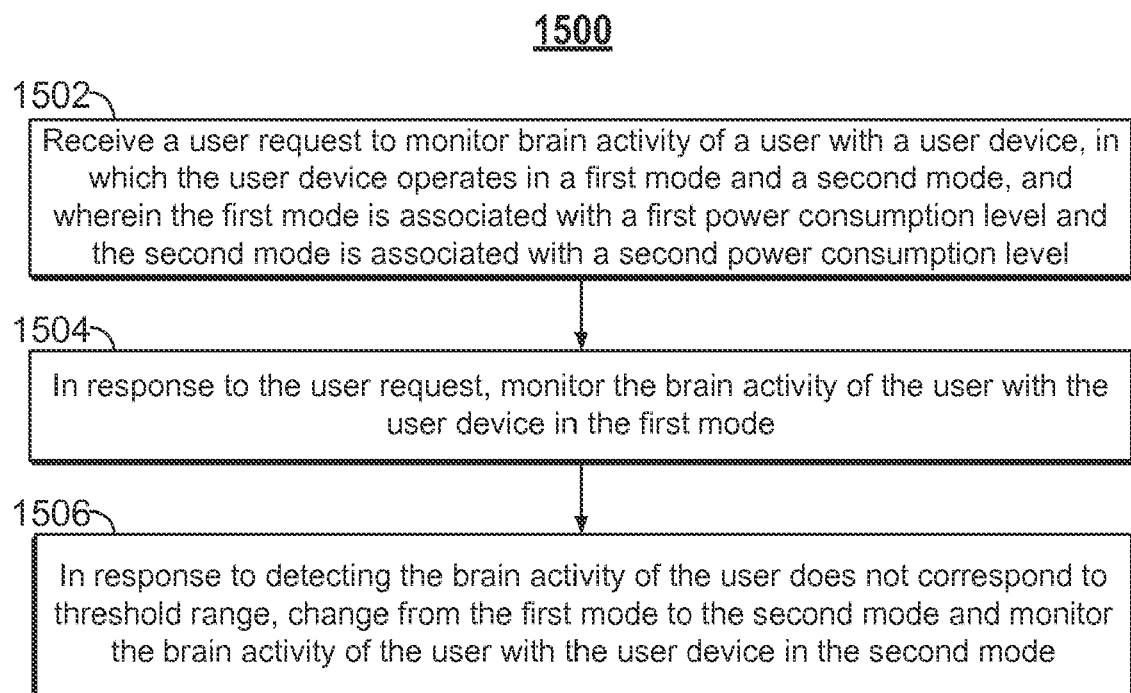 1500
1502
Receive a user request to monitor brain activity of a user with a user device, in
which the user device operates in a first mode and a second mode, and
wherein the first mode is associated with a first power consumption level and
the second mode is associated with a second power consumption level
1504
In response to the user request, monitor the brain activity of the user with the
user device in the first mode
1506
In response to detecting the brain activity of the user does not correspond to
threshold range, change from the first mode to the second mode and monitor
the brain activity of the user with the user device in the second mode